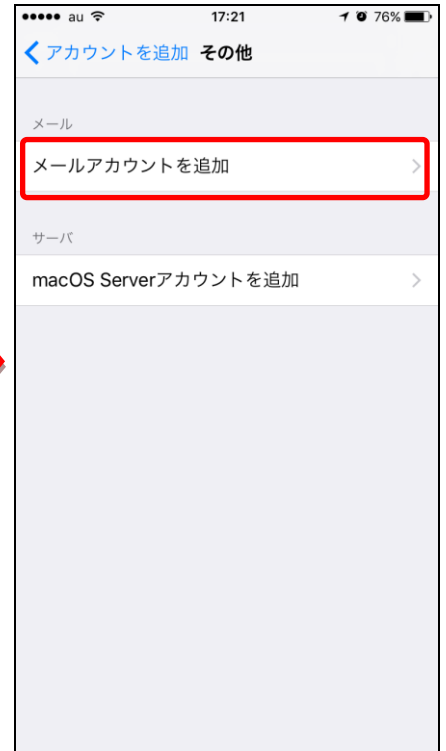 au 17:21 76%
アカウントを追加 その他
メール
メールアカウントを追加
サーバ
macOS Serverアカウントを追加